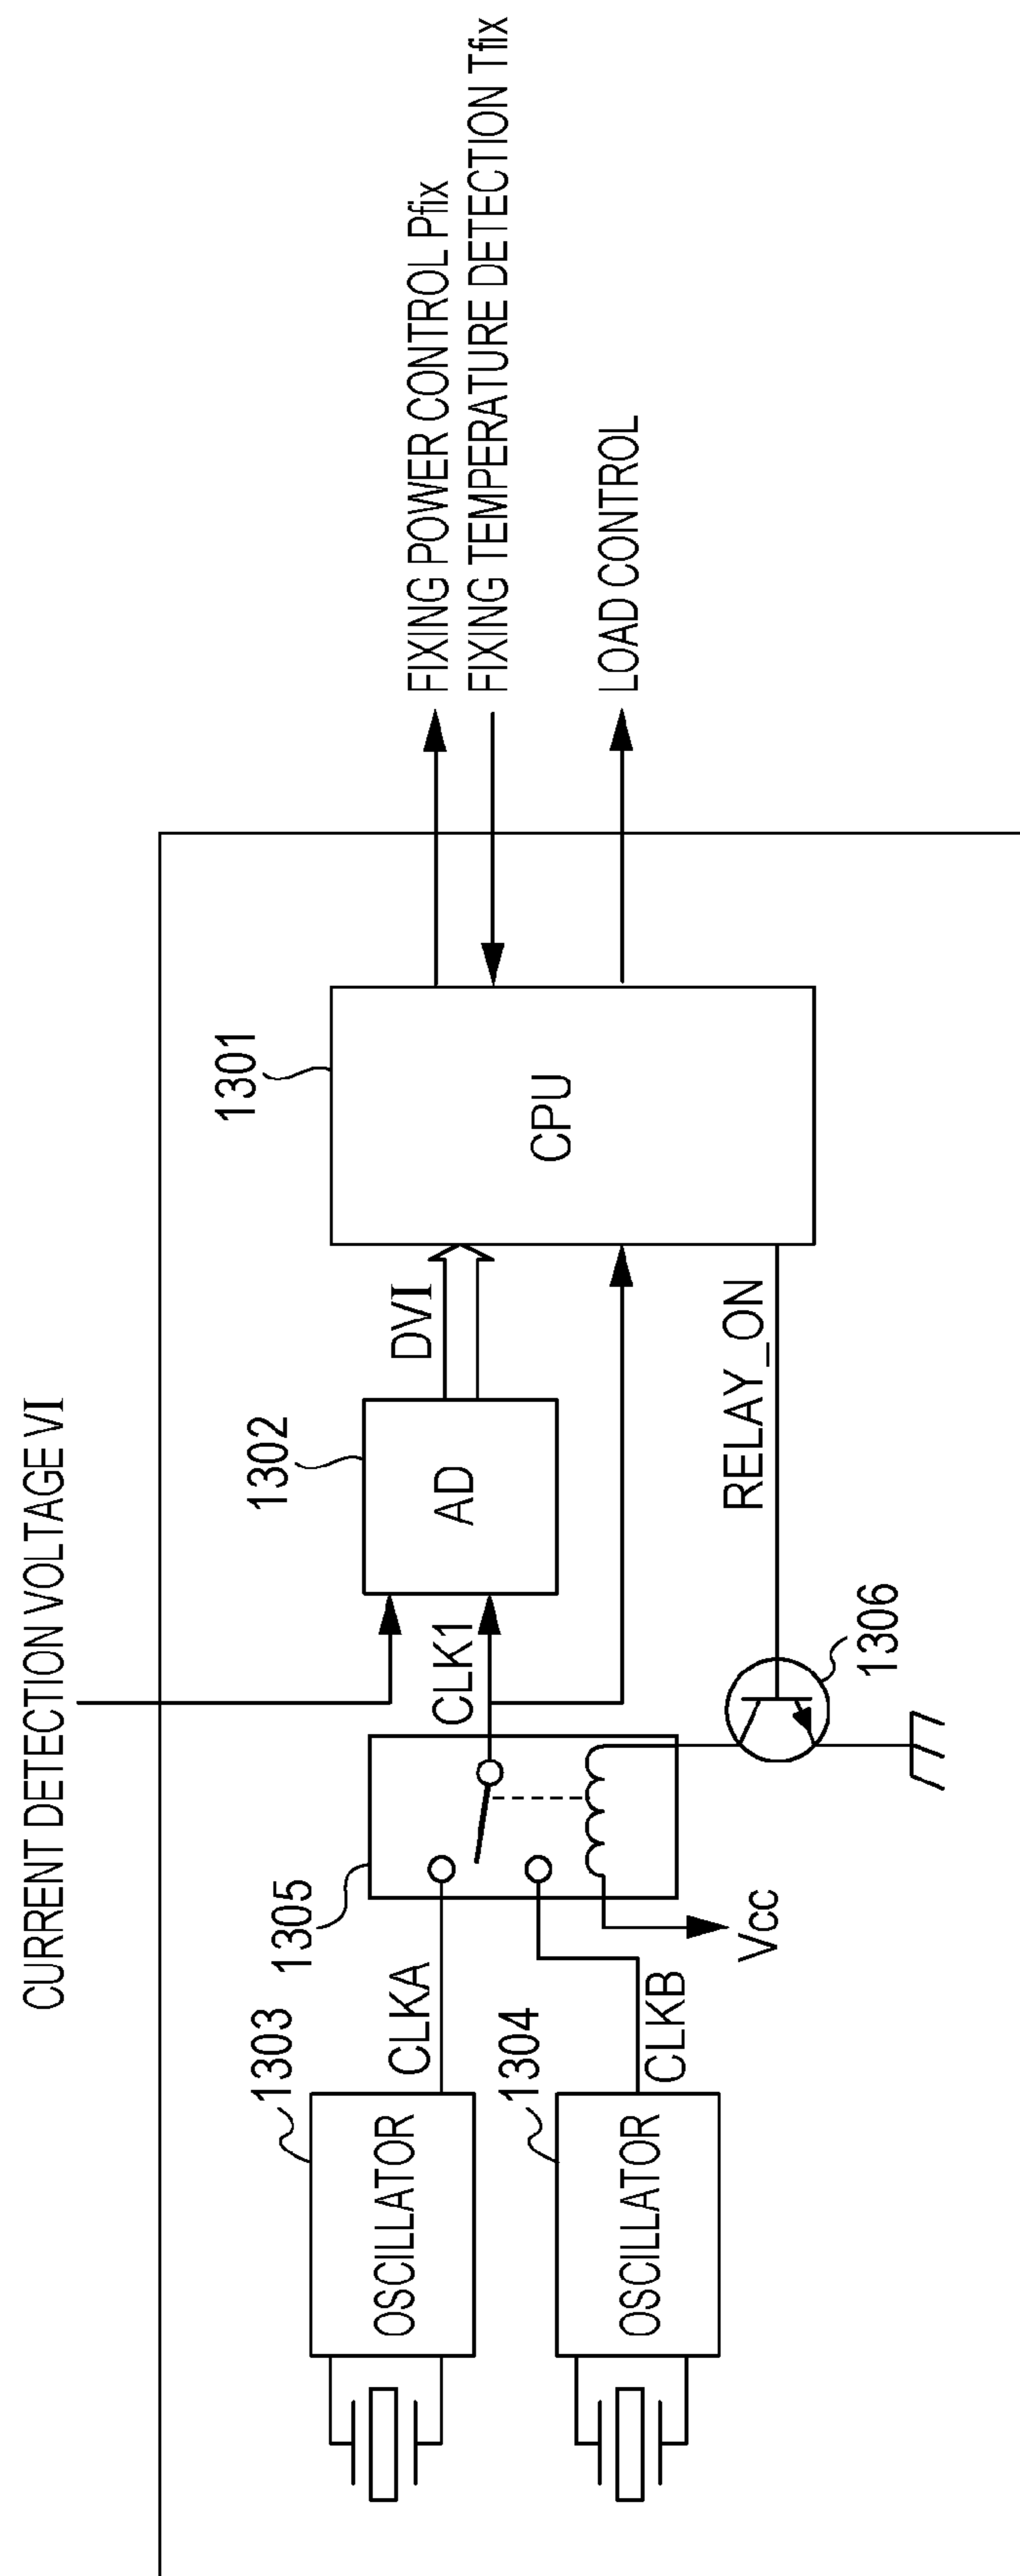 CURRENT DETECTION VOLTAGE VI
1303
OSCILLATOR
CLKA
1304
OSCILLATOR
CLKB
1305
Vcc
CLK1
1302
AD
DVI
1306
RELAY_ON
1301
CPU
FIXING POWER CONTROL Pfix
FIXING TEMPERATURE DETECTION Tfix
LOAD CONTROL